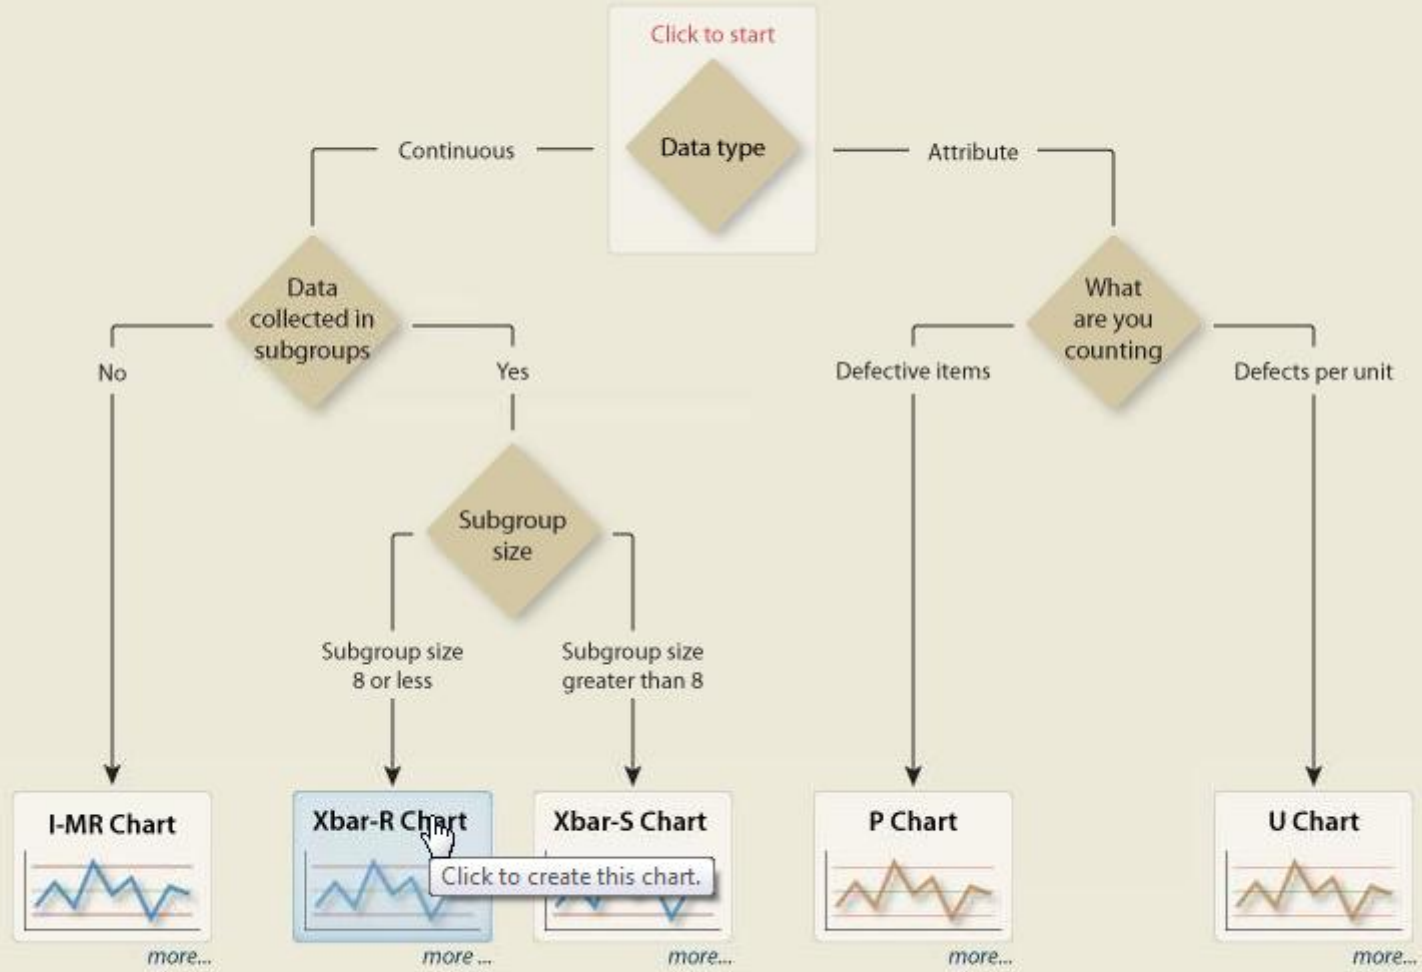 Click to start
Data type
Continuous
Attribute
Data
collected in
subgroups
What
are you
counting
No
Yes
Defective items
Defects per unit
Subgroup
size
Subgroup size
8 or less
Subgroup size
greater than 8
I-MR Chart
Xbar-R Chart
Xbar-S Chart
P Chart
U Chart
Click to create this chart.
more...
more ...
more...
more...
more...